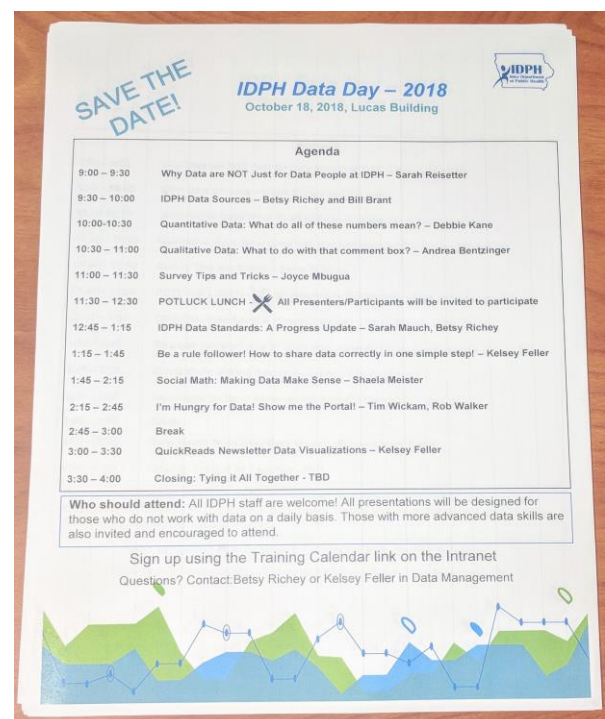 SAVE THE
DATE!
IDPH
Iowa Department
of Public Health
IDPH Data Day – 2018
October 18, 2018, Lucas Building
Agenda
9:00 – 9:30 Why Data are NOT Just for Data People at IDPH – Sarah Reisetter
9:30 – 10:00 IDPH Data Sources – Betsy Richey and Bill Brant
10:00-10:30 Quantitative Data: What do all of these numbers mean? – Debbie Kane
10:30 – 11:00 Qualitative Data: What to do with that comment box? – Andrea Bentzinger
11:00 – 11:30 Survey Tips and Tricks – Joyce Mbugua
11:30 – 12:30 POTLUCK LUNCH - All Presenters/Participants will be invited to participate
12:45 – 1:15 IDPH Data Standards: A Progress Update – Sarah Mauch, Betsy Richey
1:15 – 1:45 Be a rule follower! How to share data correctly in one simple step! – Kelsey Feller
1:45 – 2:15 Social Math: Making Data Make Sense – Shaela Meister
2:15 – 2:45 I'm Hungry for Data! Show me the Portal! – Tim Wickam, Rob Walker
2:45 – 3:00 Break
3:00 – 3:30 QuickReads Newsletter Data Visualizations – Kelsey Feller
3:30 – 4:00 Closing: Tying it All Together - TBD
Who should attend: All IDPH staff are welcome! All presentations will be designed for
those who do not work with data on a daily basis. Those with more advanced data skills are
also invited and encouraged to attend.
Sign up using the Training Calendar link on the Intranet
Questions? Contact:Betsy Richey or Kelsey Feller in Data Management